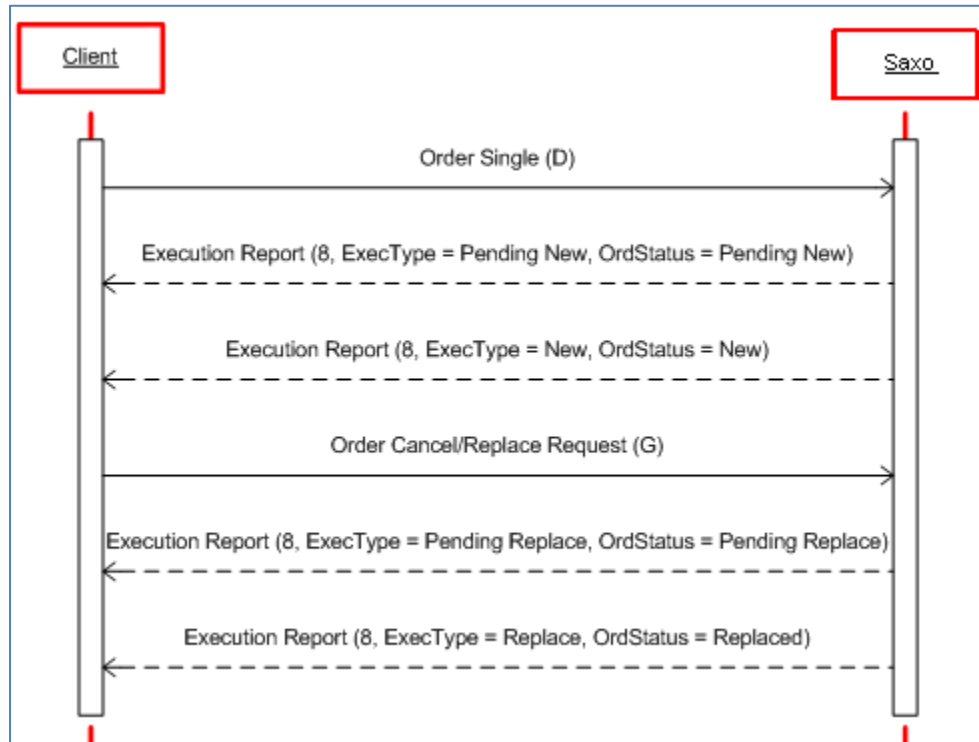 Client
Saxo
Order Single (D)
Execution Report (8, ExecType = Pending New, OrdStatus = Pending New)
Execution Report (8, ExecType = New, OrdStatus = New)
Order Cancel/Replace Request (G)
Execution Report (8, ExecType = Pending Replace, OrdStatus = Pending Replace)
Execution Report (8, ExecType = Replace, OrdStatus = Replaced)